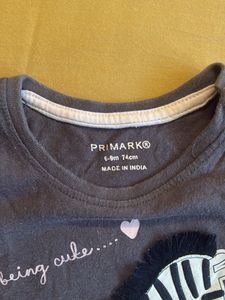 PRIMARK®
6-9m 74cm
MADE IN INDIA
being cute....